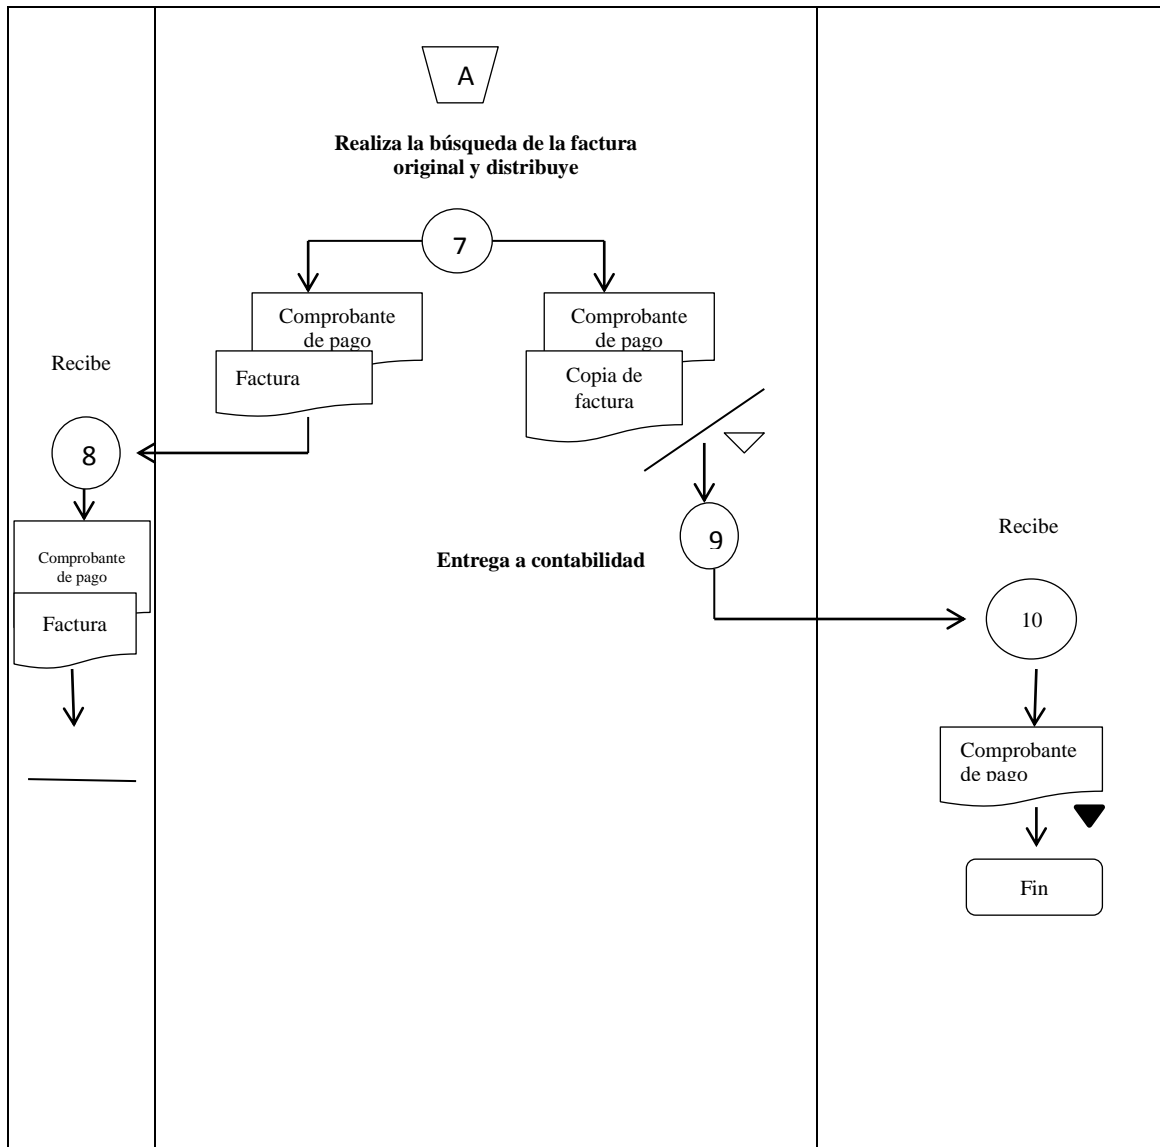 A
Realiza la búsqueda de la factura
original y distribuye
7
Comprobante
de pago
Factura
Comprobante
de pago
Copia de
factura
Recibe
8
Comprobante
de pago
Factura
9
Entrega a contabilidad
Recibe
10
Comprobante
de pago
Fin